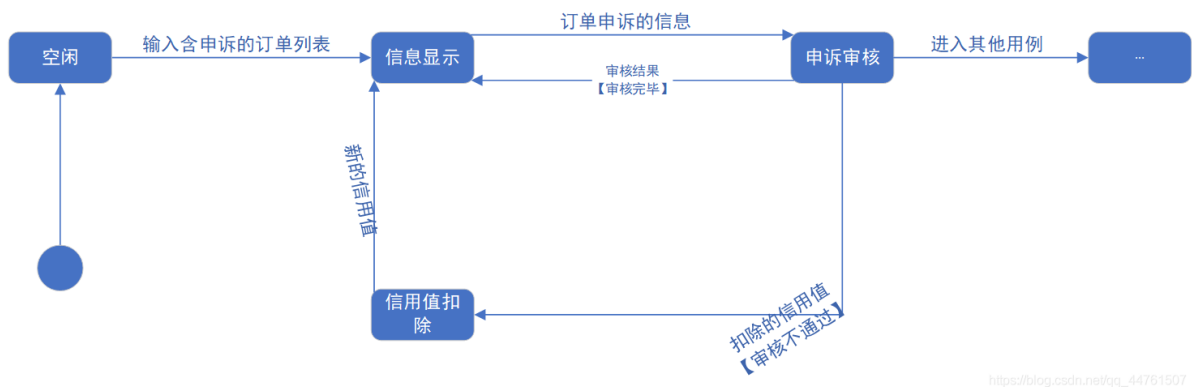 空闲
输入含申诉的订单列表
信息显示
订单申诉的信息
审核结果
【审核完毕】
申诉审核
进入其他用例
...
新的信用值
信用值扣
除
扣除的信用值
【审核不通过】
https://blog.csdn.net/qq_44761507